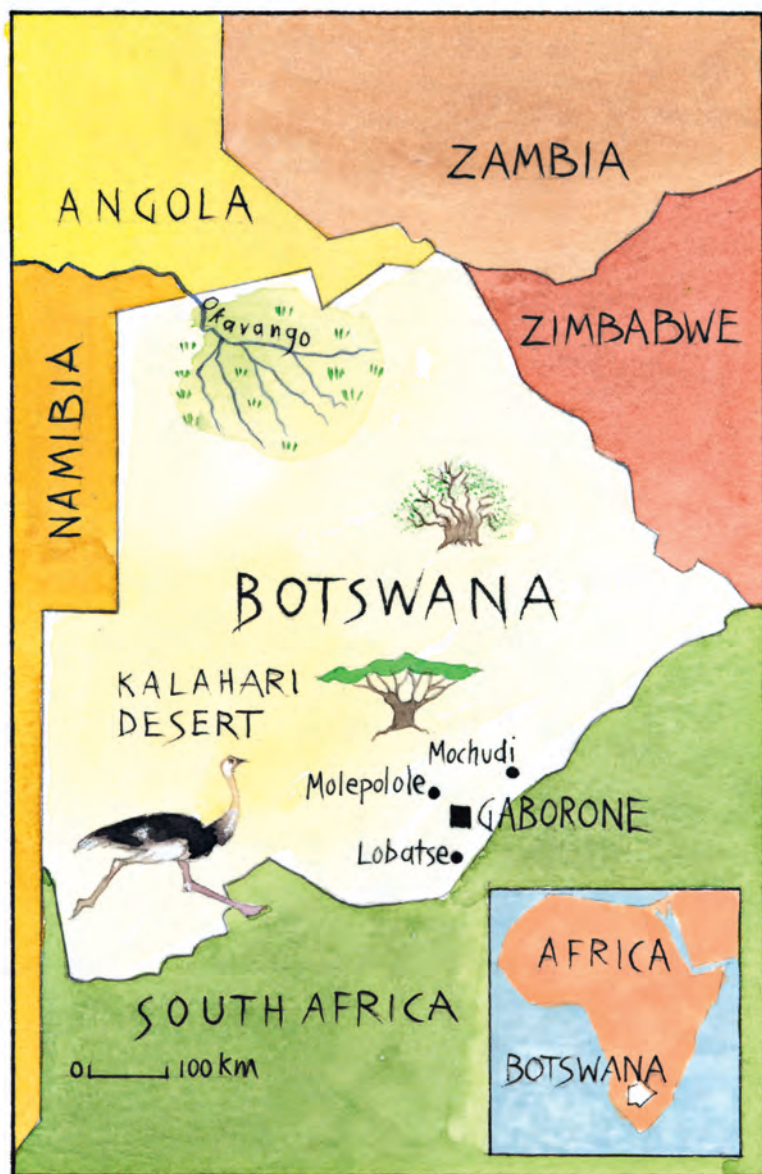 ZAMBIA
ANGOLA
ZIMBABWE
Okavango
NAMIBIA
BOTSWANA
KALAHARI
DESERT
Mochudi
Molepolole
GABORONE
Lobatse
SOUTH AFRICA
0 100 km
AFRICA
BOTSWANA